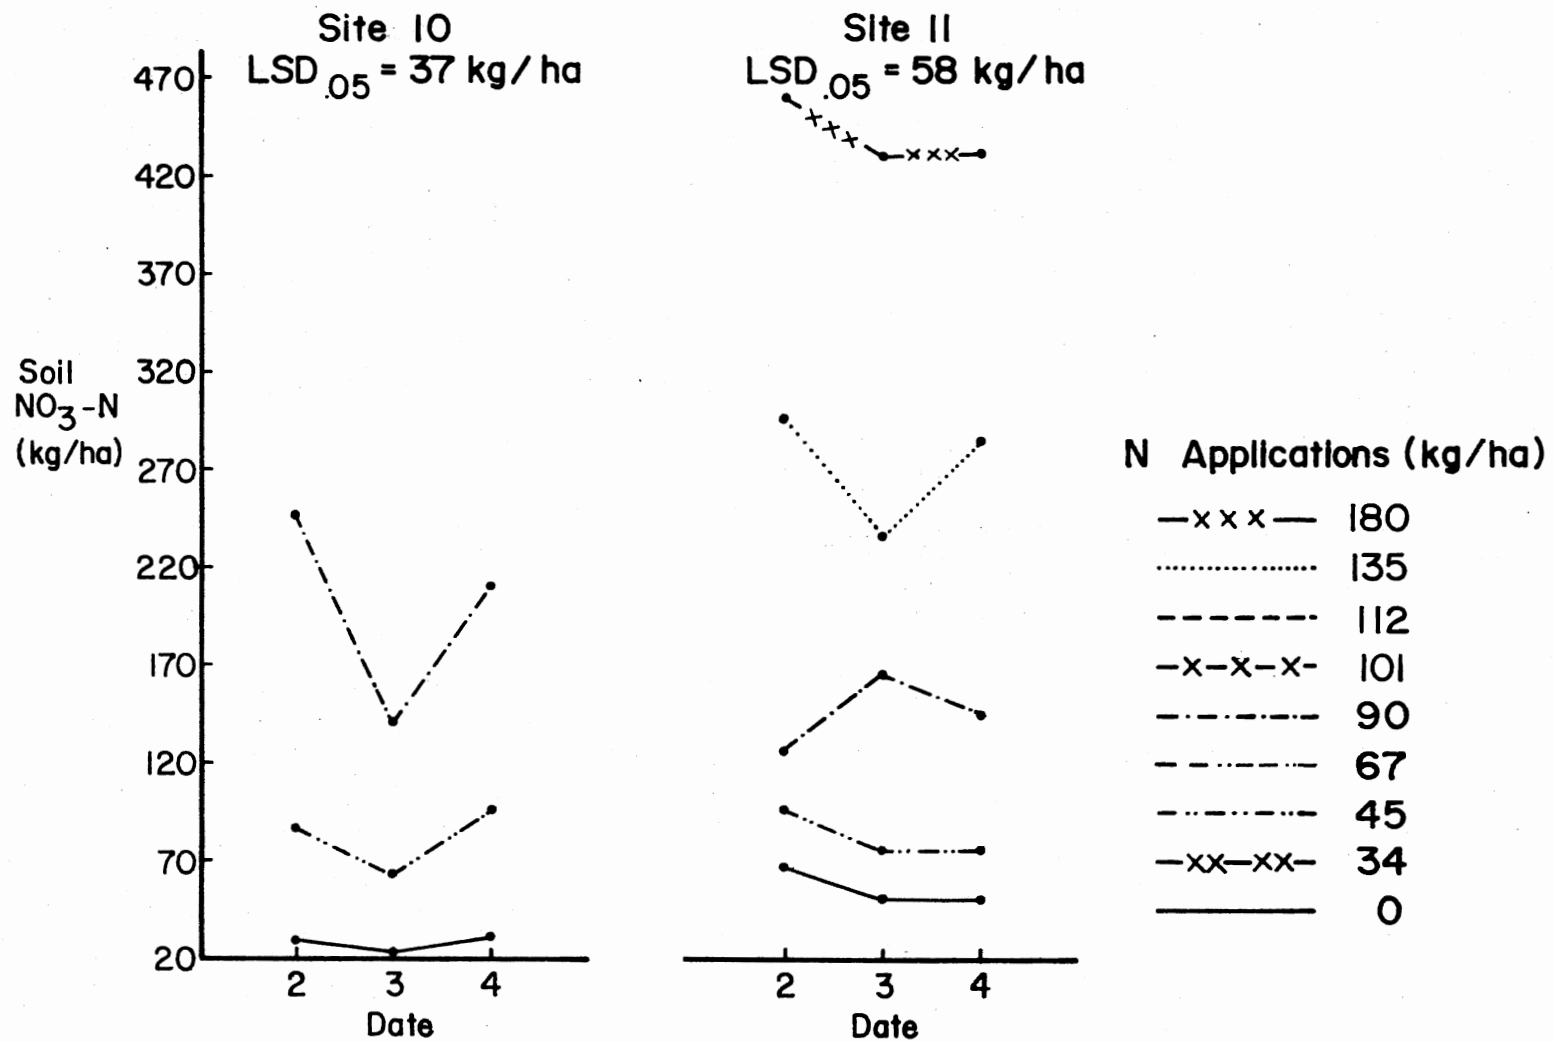 Site 10
LSD.05 = 37 kg/ha
Site 11
LSD.05 = 58 kg/ha
470
420
370
320
270
220
170
120
70
20
Soil
NO3-N
(kg/ha)
2 3 4
Date
2 3 4
Date
N Applications (kg/ha)
180
135
112
101
90
67
45
34
0